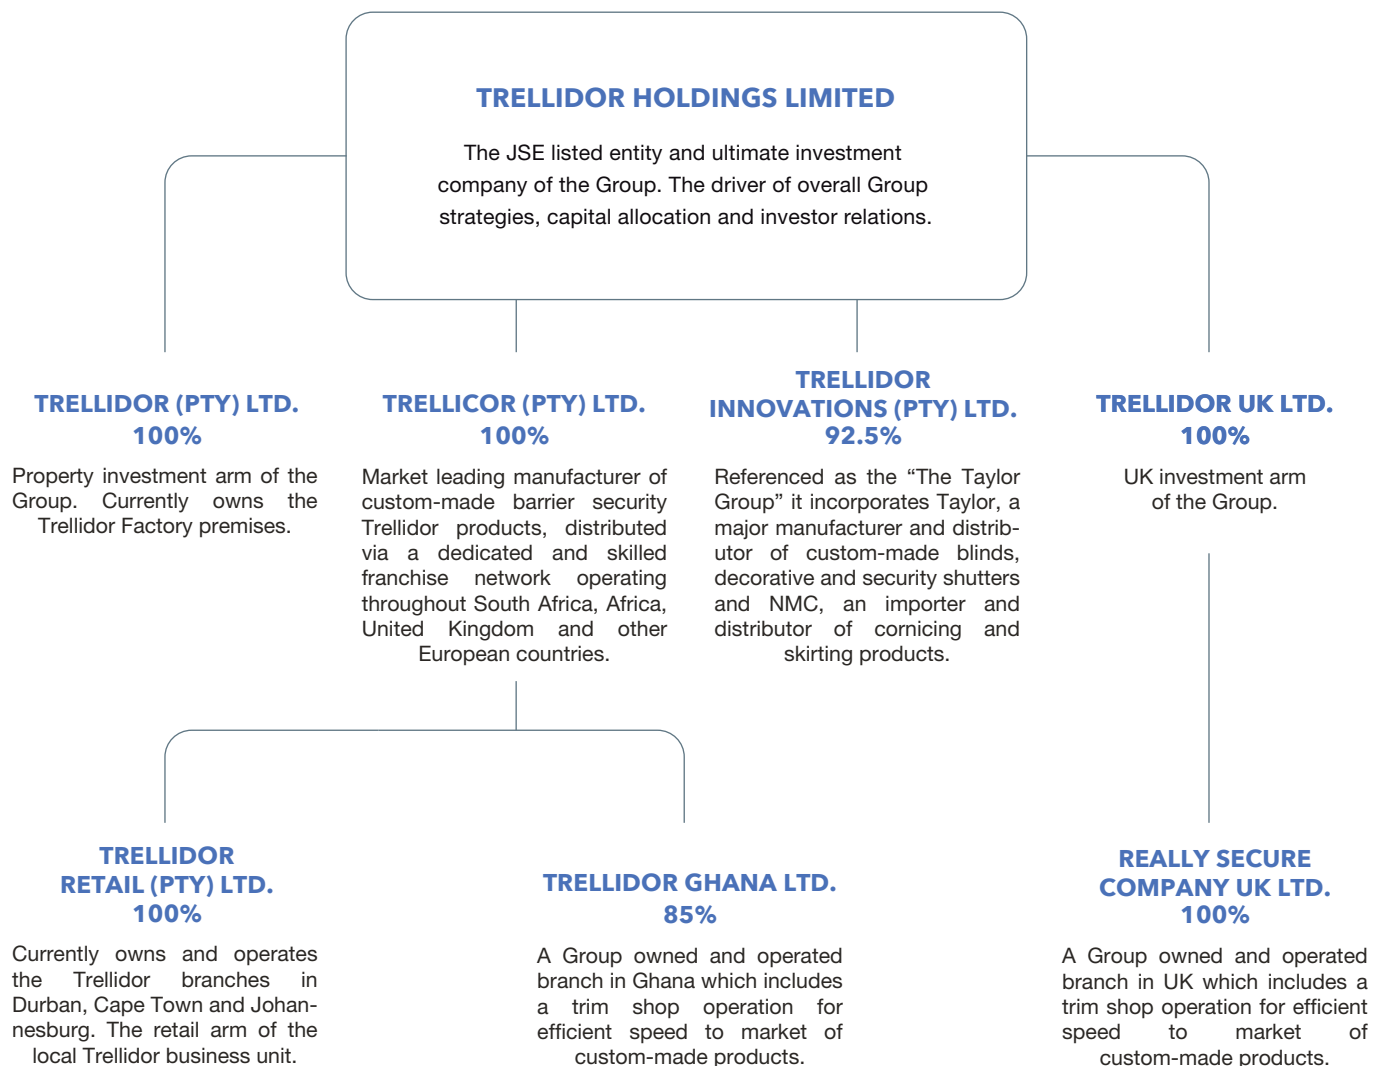 TRELLIDOR HOLDINGS LIMITED
The JSE listed entity and ultimate investment
company of the Group. The driver of overall Group
strategies, capital allocation and investor relations.
TRELLIDOR (PTY) LTD.
100%
Property investment arm of the
Group. Currently owns the
Trellidor Factory premises.
TRELLICOR (PTY) LTD.
100%
Market leading manufacturer of
custom-made barrier security
Trellidor products, distributed
via a dedicated and skilled
franchise network operating
throughout South Africa, Africa,
United Kingdom and other
European countries.
TRELLIDOR
INNOVATIONS (PTY) LTD.
92.5%
Referenced as the “The Taylor
Group” it incorporates Taylor, a
major manufacturer and distrib-
utor of custom-made blinds,
decorative and security shutters
and NMC, an importer and
distributor of cornicing and
skirting products.
TRELLIDOR UK LTD.
100%
UK investment arm
of the Group.
TRELLIDOR
RETAIL (PTY) LTD.
100%
Currently owns and operates
the Trellidor branches in
Durban, Cape Town and Johan-
nesburg. The retail arm of the
local Trellidor business unit.
TRELLIDOR GHANA LTD.
85%
A Group owned and operated
branch in Ghana which includes
a trim shop operation for
efficient speed to market of
custom-made products.
REALLY SECURE
COMPANY UK LTD.
100%
A Group owned and operated
branch in UK which includes a
trim shop operation for efficient
speed to market of
custom-made products.